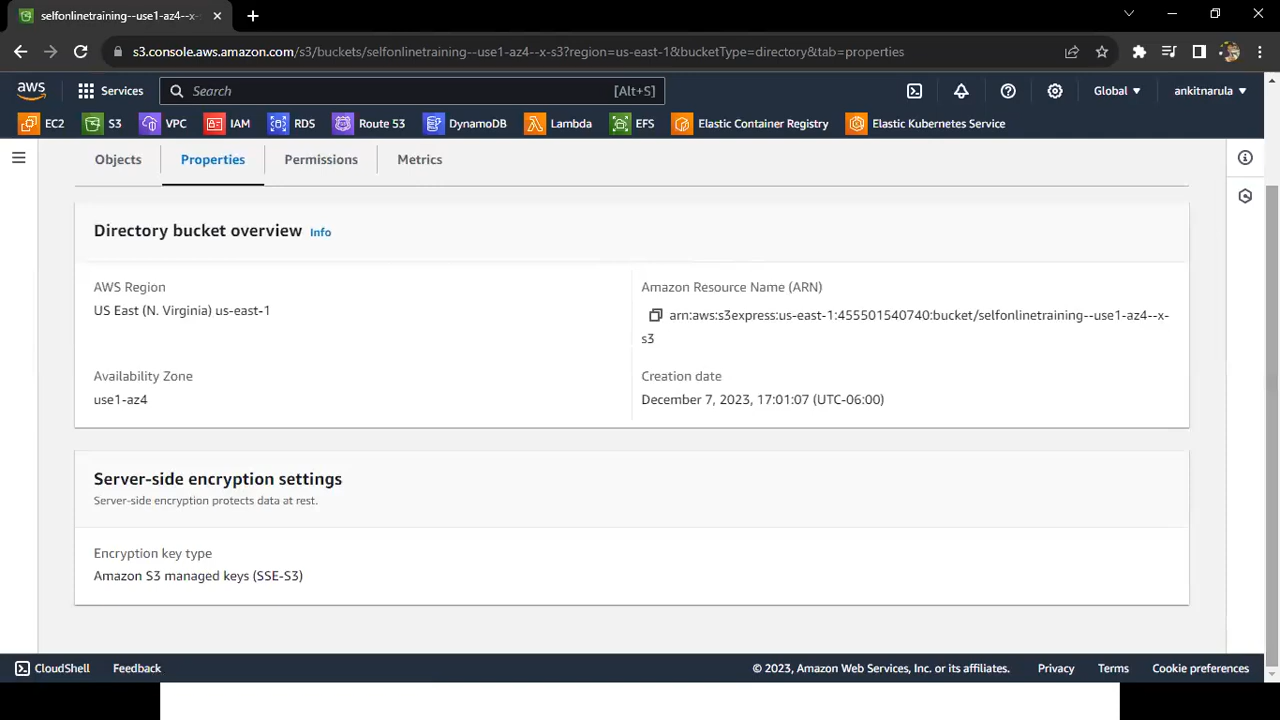 selfonlinetraining--use1-az4--x-
s3.console.aws.amazon.com/s3/buckets/selfonlinetraining--use1-az4--x-s3?region=us-east-1&bucketType=directory&tab=properties
aws Services Search [Alt+S] Global ankitnarula
EC2 S3 VPC IAM RDS Route 53 DynamoDB Lambda EFS Elastic Container Registry Elastic Kubernetes Service
Objects Properties Permissions Metrics
Directory bucket overview Info
AWS Region
US East (N. Virginia) us-east-1
Amazon Resource Name (ARN)
arn:aws:s3express:us-east-1:455501540740:bucket/selfonlinetraining--use1-az4--x-
s3
Availability Zone
use1-az4
Creation date
December 7, 2023, 17:01:07 (UTC-06:00)
Server-side encryption settings
Server-side encryption protects data at rest.
Encryption key type
Amazon S3 managed keys (SSE-S3)
CloudShell Feedback © 2023, Amazon Web Services, Inc. or its affiliates. Privacy Terms Cookie preferences